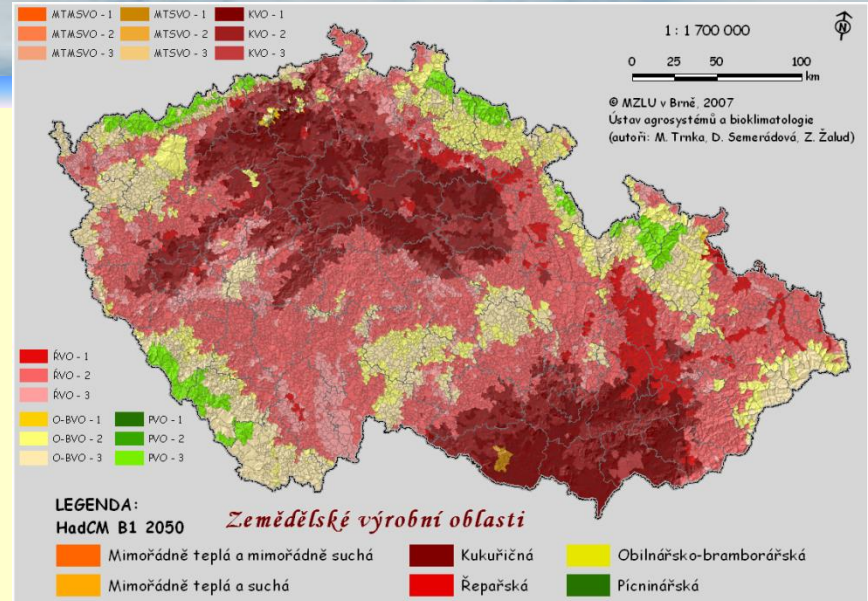 MTMSVO - 1 MTSVO - 1 KVO - 1
MTMSVO - 2 MTSVO - 2 KVO - 2
MTMSVO - 3 MTSVO - 3 KVO - 3
1 : 1 700 000
N
0 25 50 100
km
© MZLU v Brně, 2007
Ústav agrosystémů a bioklimatologie
(autoři: M. Trnka, D. Semerádová, Z. Žalud)
ŘVO - 1
ŘVO - 2
ŘVO - 3
O-BVO - 1 PVO - 1
O-BVO - 2 PVO - 2
O-BVO - 3 PVO - 3
LEGENDA:
HadCM B1 2050 Zemědělské výrobní oblasti
Mimořádně teplá a mimořádně suchá Kukuřičná Obilnářsko-bramborářská
Mimořádně teplá a suchá Řepařská Pícninářská